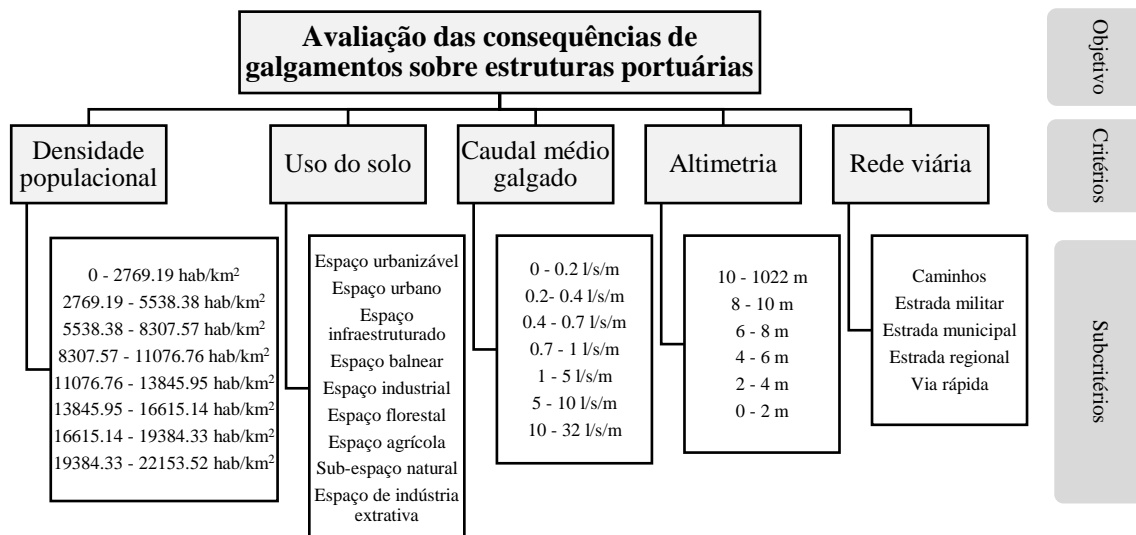 Avaliação das consequências de
galgamentos sobre estruturas portuárias
Objetivo
Densidade
populacional
Uso do solo
Caudal médio
galgado
Altimetria
Rede viária
Critérios
0 - 2769.19 hab/km²
2769.19 - 5538.38 hab/km²
5538.38 - 8307.57 hab/km²
8307.57 - 11076.76 hab/km²
11076.76 - 13845.95 hab/km²
13845.95 - 16615.14 hab/km²
16615.14 - 19384.33 hab/km²
19384.33 - 22153.52 hab/km²
Espaço urbanizável
Espaço urbano
Espaço
infraestruturado
Espaço balnear
Espaço industrial
Espaço florestal
Espaço agrícola
Sub-espaço natural
Espaço de indústria
extrativa
0 - 0.2 l/s/m
0.2- 0.4 l/s/m
0.4 - 0.7 l/s/m
0.7 - 1 l/s/m
1 - 5 l/s/m
5 - 10 l/s/m
10 - 32 l/s/m
10 - 1022 m
8 - 10 m
6 - 8 m
4 - 6 m
2 - 4 m
0 - 2 m
Caminhos
Estrada militar
Estrada municipal
Estrada regional
Via rápida
Subcritérios